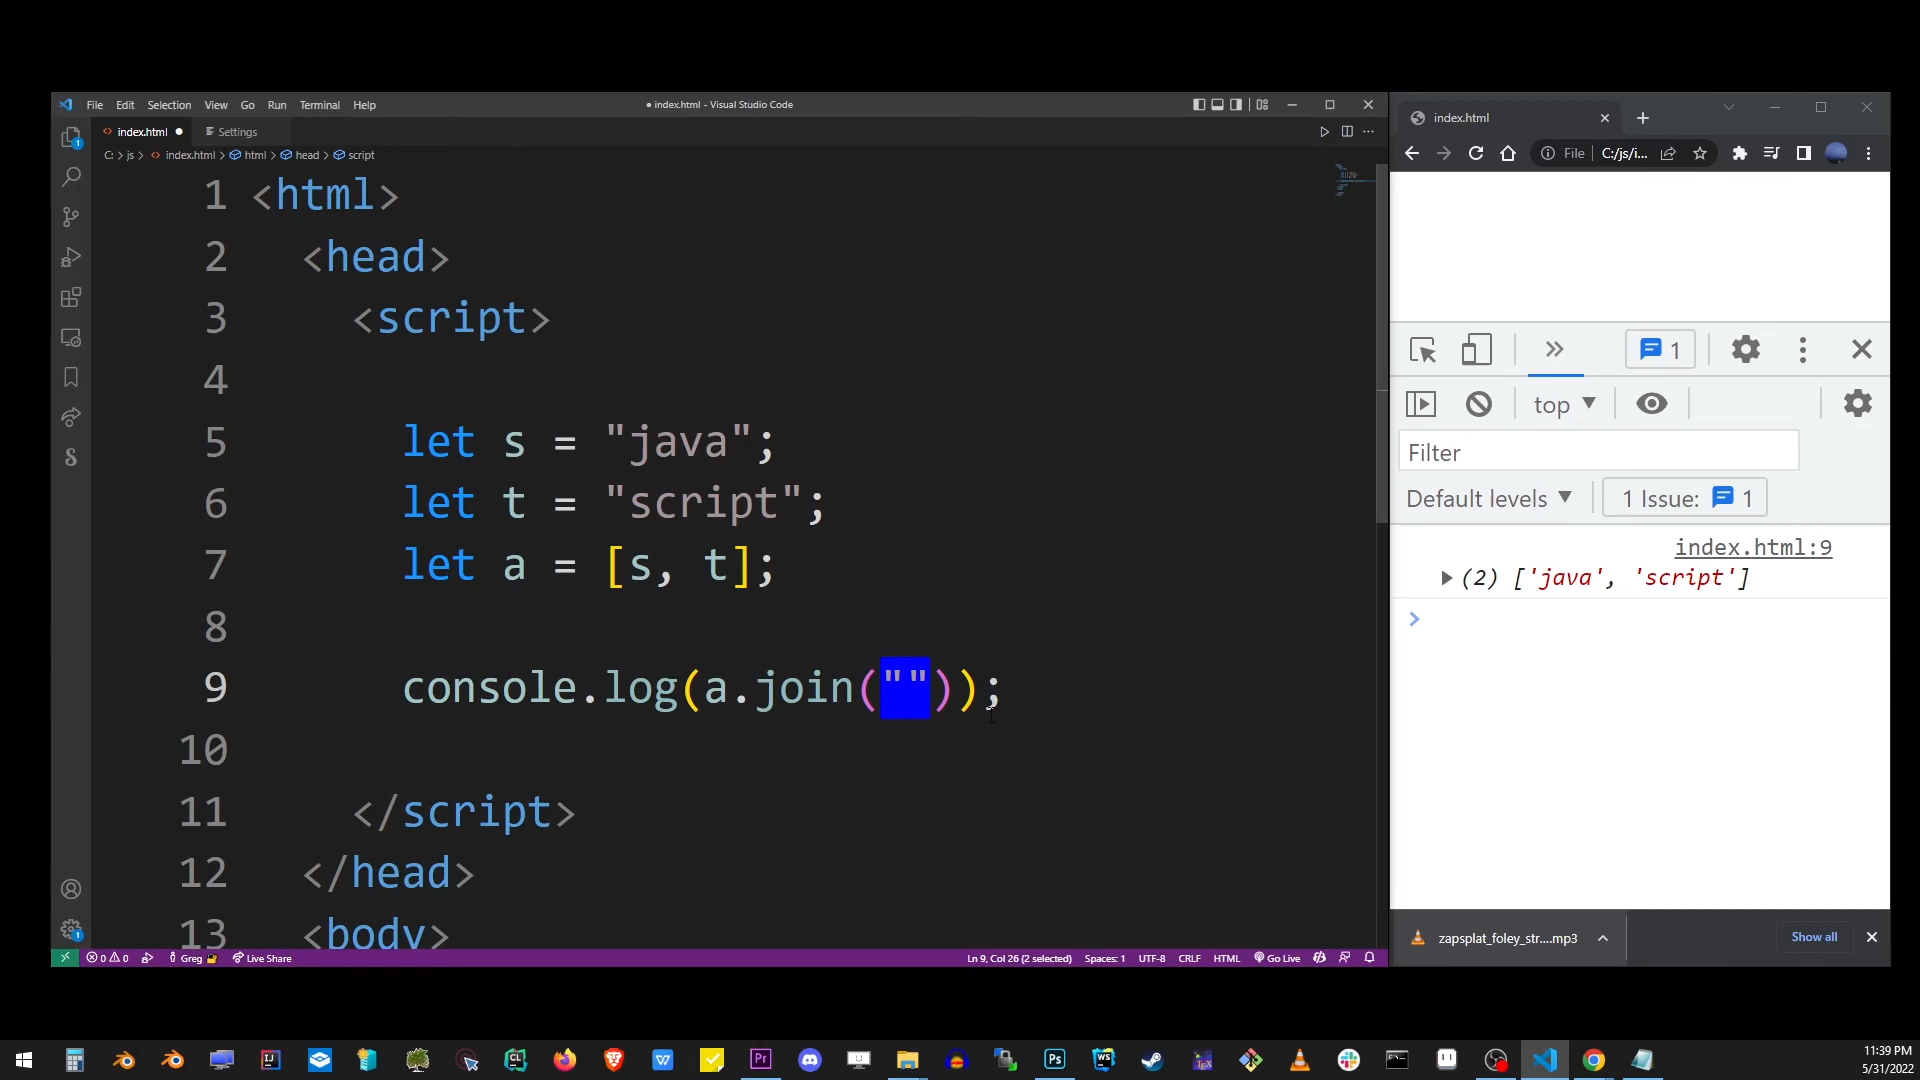 File Edit Selection View Go Run Terminal Help
● index.html - Visual Studio Code
index.html ●
Settings
C: > js > index.html > html > head > script
1 <html>
2 <head>
3 <script>
4
5 let s = "java";
6 let t = "script";
7 let a = [s, t];
8
9 console.log(a.join(""));
10
11 </script>
12 </head>
13 <body>
0 0 Greg Live Share
Ln 9, Col 26 (2 selected) Spaces: 1 UTF-8 CRLF HTML Go Live
index.html
File C:/js/i...
1
top
Filter
Default levels
1 Issue: 1
index.html:9
(2) ['java', 'script']
zapsplat_foley_str....mp3
Show all
11:39 PM
5/31/2022